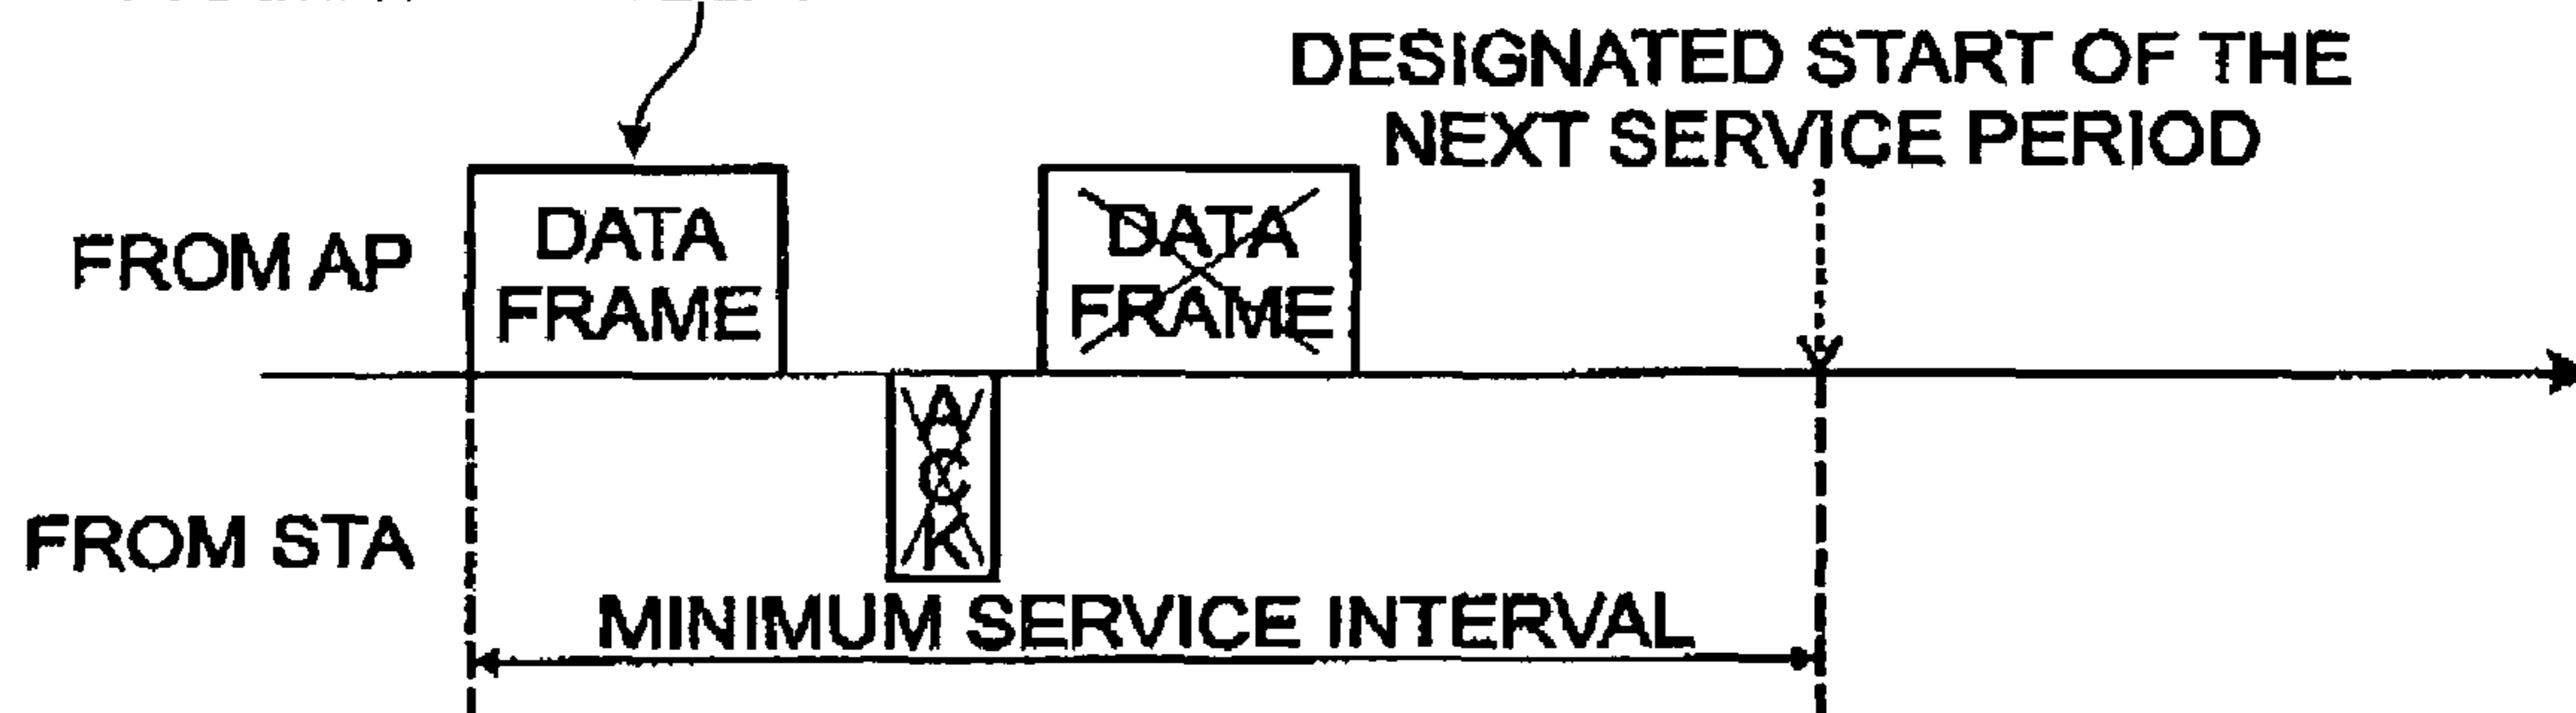 DESIGNATED START OF THE
NEXT SERVICE PERIOD
FROM AP
DATA
FRAME
DATA
FRAME
ACK
FROM STA
MINIMUM SERVICE INTERVAL